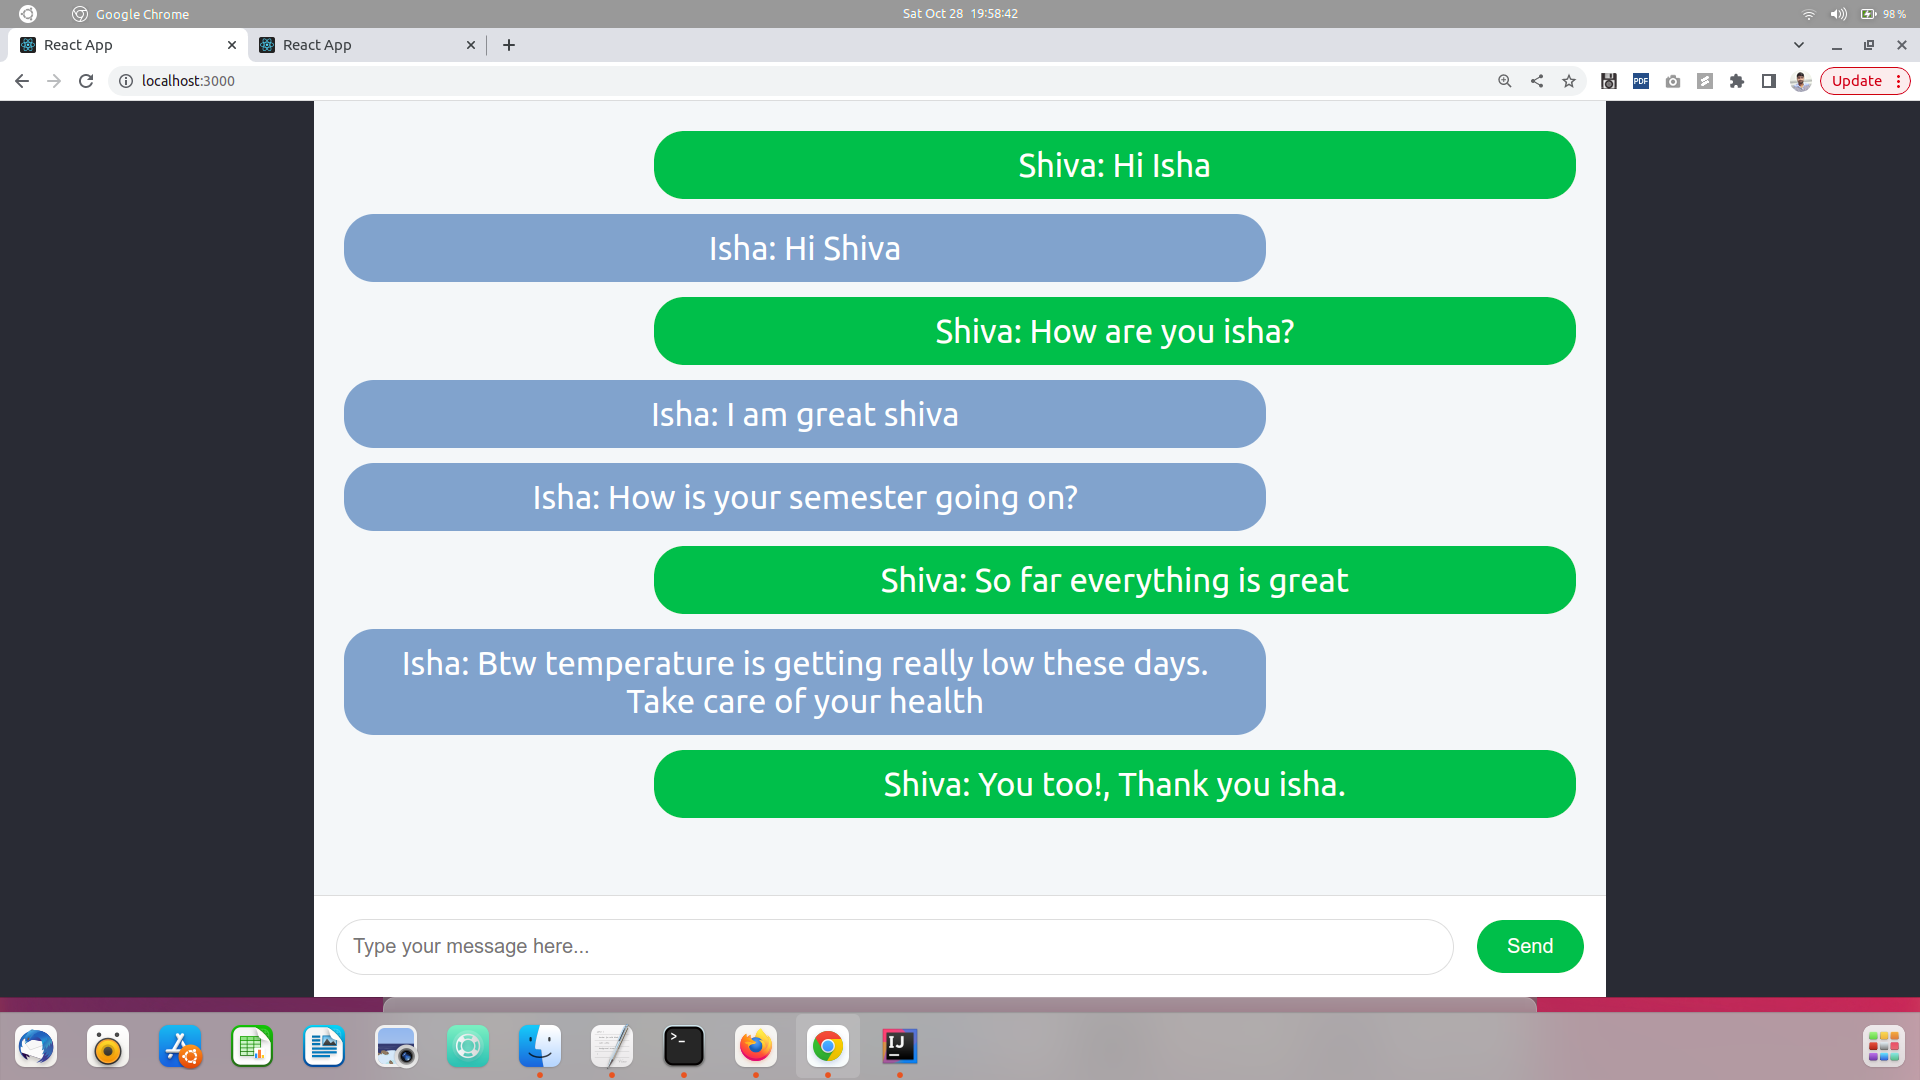 Google Chrome
Sat Oct 28 19:58:42
98 %
React App
React App
localhost:3000
PDF
Update
Shiva: Hi Isha
Isha: Hi Shiva
Shiva: How are you isha?
Isha: I am great shiva
Isha: How is your semester going on?
Shiva: So far everything is great
Isha: Btw temperature is getting really low these days.
Take care of your health
Shiva: You too!, Thank you isha.
Type your message here...
Send
>_
IJ